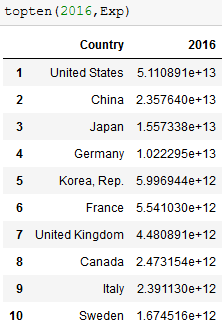 topten(2016,Exp)
Country 2016
1 United States 5.110891e+13
2 China 2.357640e+13
3 Japan 1.557338e+13
4 Germany 1.022295e+13
5 Korea, Rep. 5.996944e+12
6 France 5.541030e+12
7 United Kingdom 4.480891e+12
8 Canada 2.473154e+12
9 Italy 2.391130e+12
10 Sweden 1.674516e+12